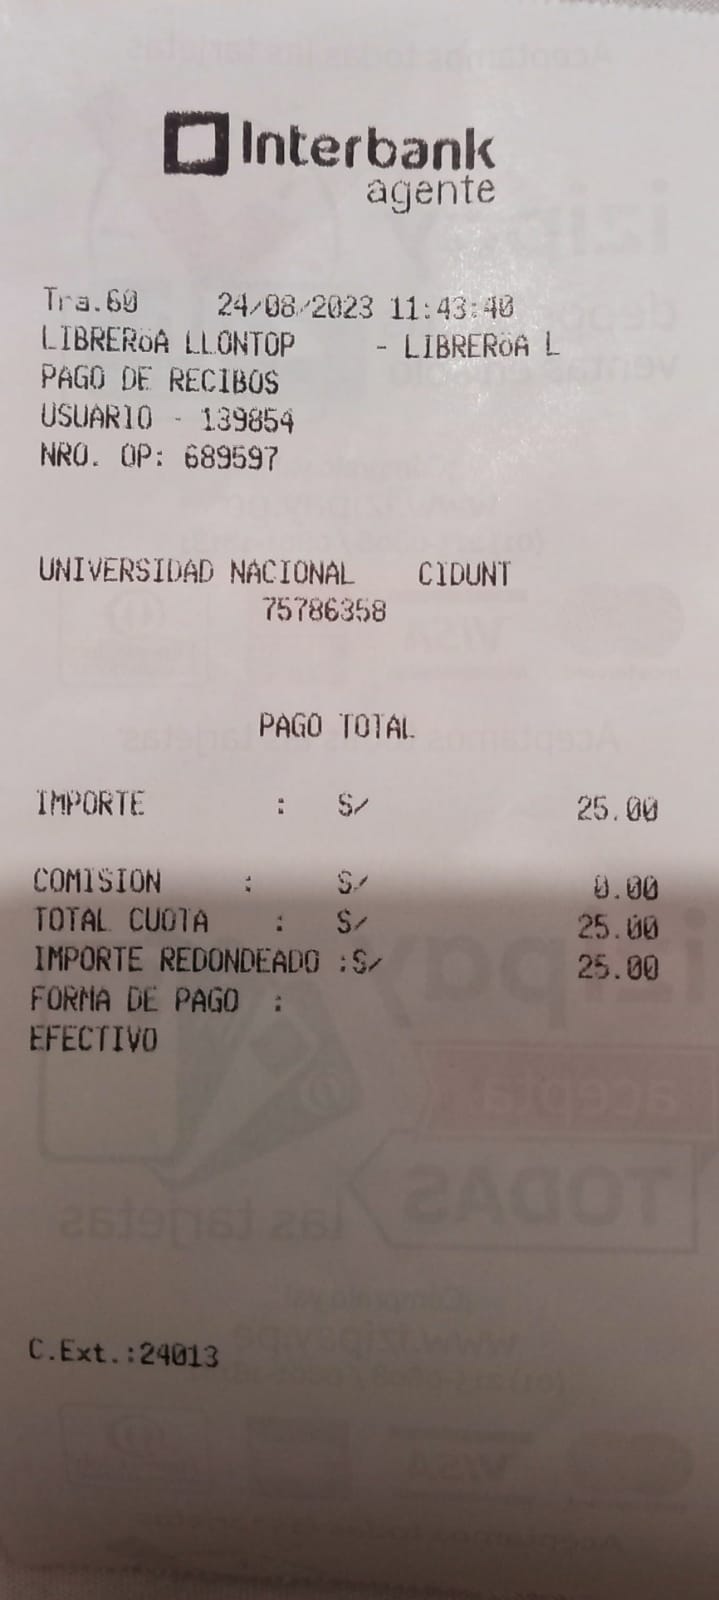 Interbank
agente
Tra.60 24/08/2023 11:43:40
LIBRERöA LLONTOP - LIBRERöA L
PAGO DE RECIBOS
USUARIO - 139854
NRO. OP: 689597
UNIVERSIDAD NACIONAL CIDUNT
75786358
PAGO TOTAL
IMPORTE : S/ 25.00
COMISION : S/ 0.00
TOTAL CUOTA : S/ 25.00
IMPORTE REDONDEADO :S/ 25.00
FORMA DE PAGO :
EFECTIVO
C.Ext.:24013